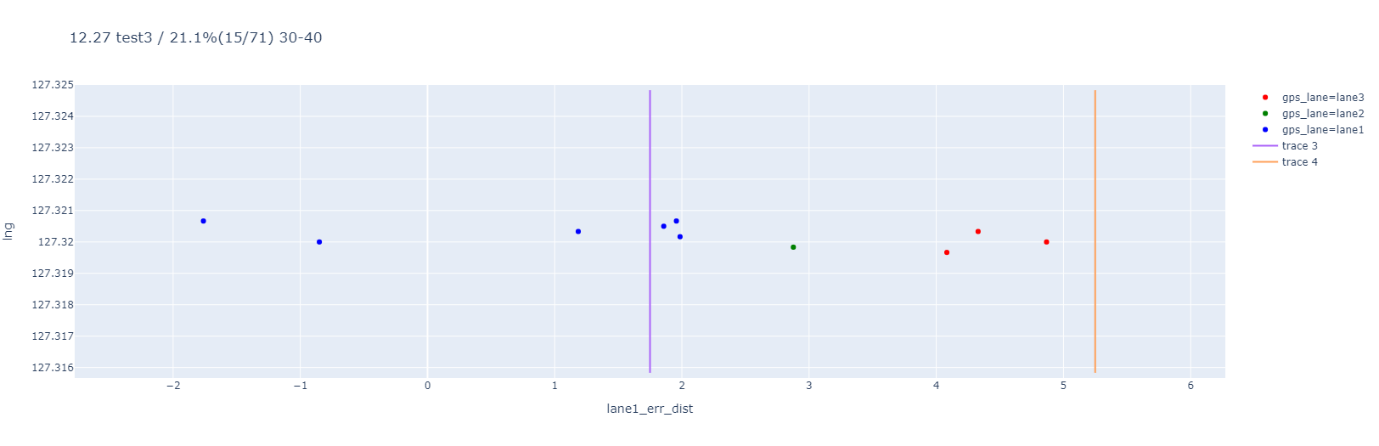 12.27 test3 / 21.1%(15/71) 30-40
127.325
127.324
127.323
127.322
127.321
127.32
127.319
127.318
127.317
127.316
lng
−2 −1 0 1 2 3 4 5 6
lane1_err_dist
gps_lane=lane3
gps_lane=lane2
gps_lane=lane1
trace 3
trace 4